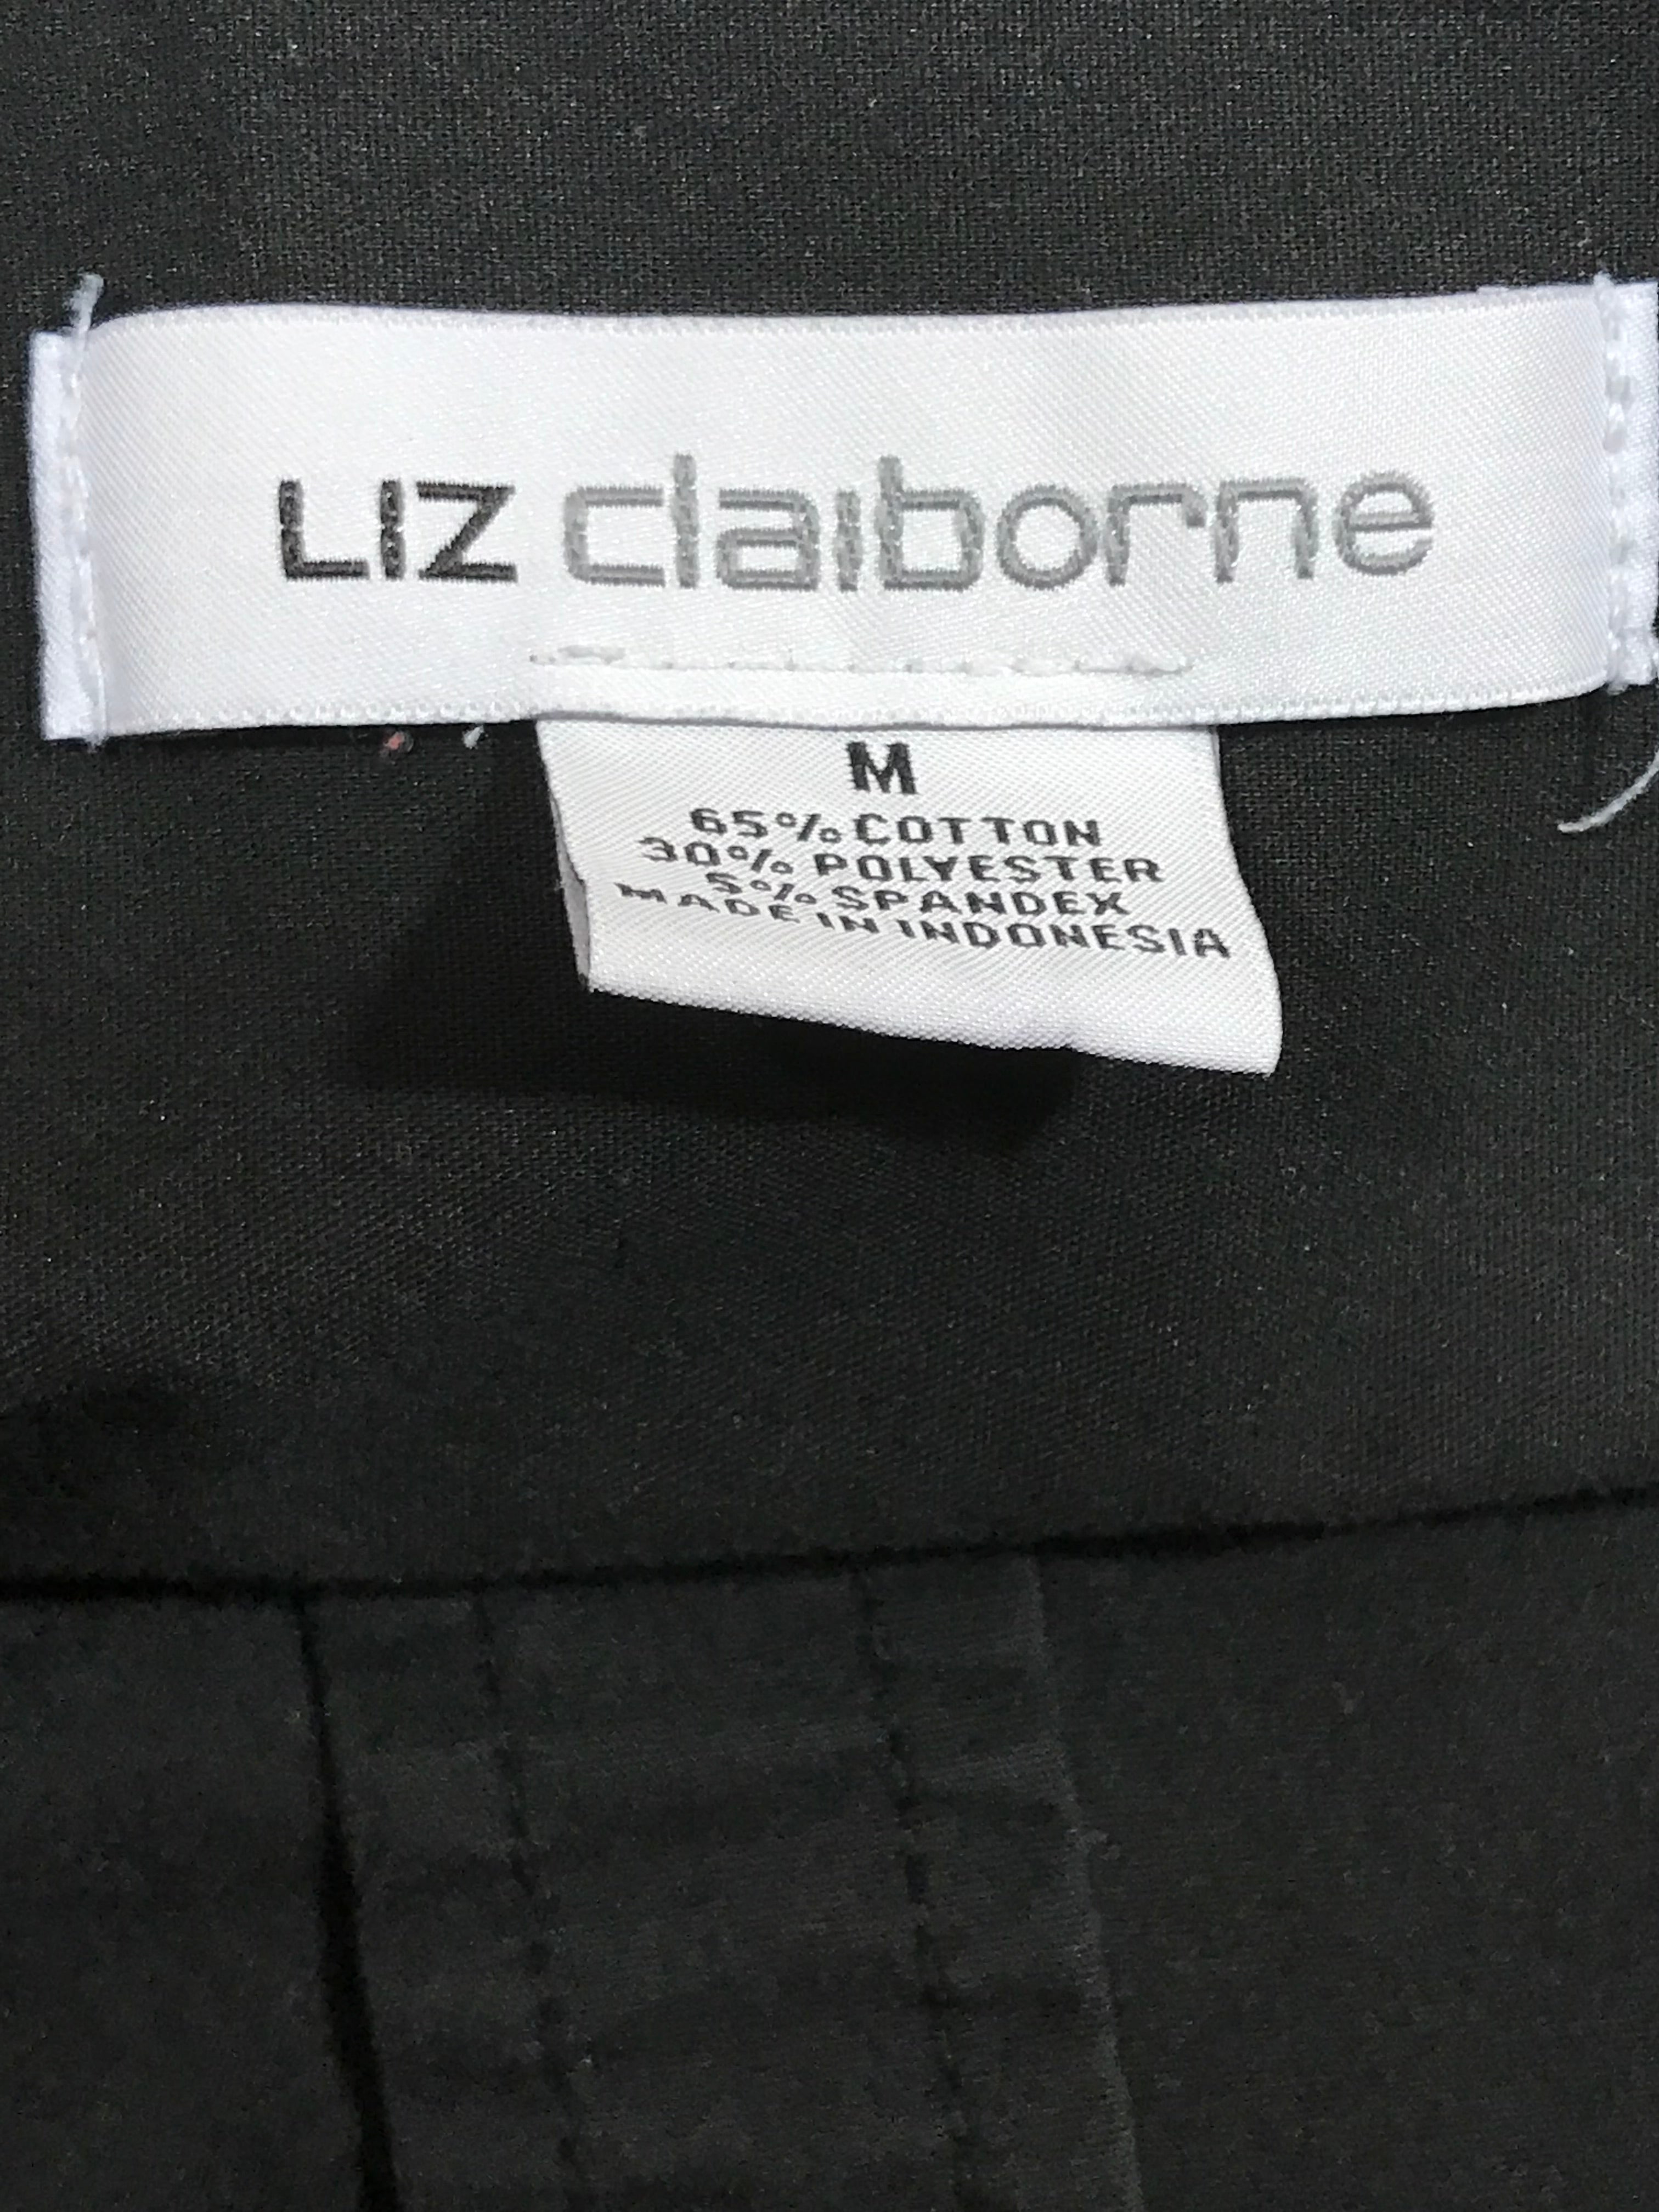 LIZ claiborne
M
65% COTTON
30% POLYESTER
5% SPANDEX
MADE IN INDONESIA